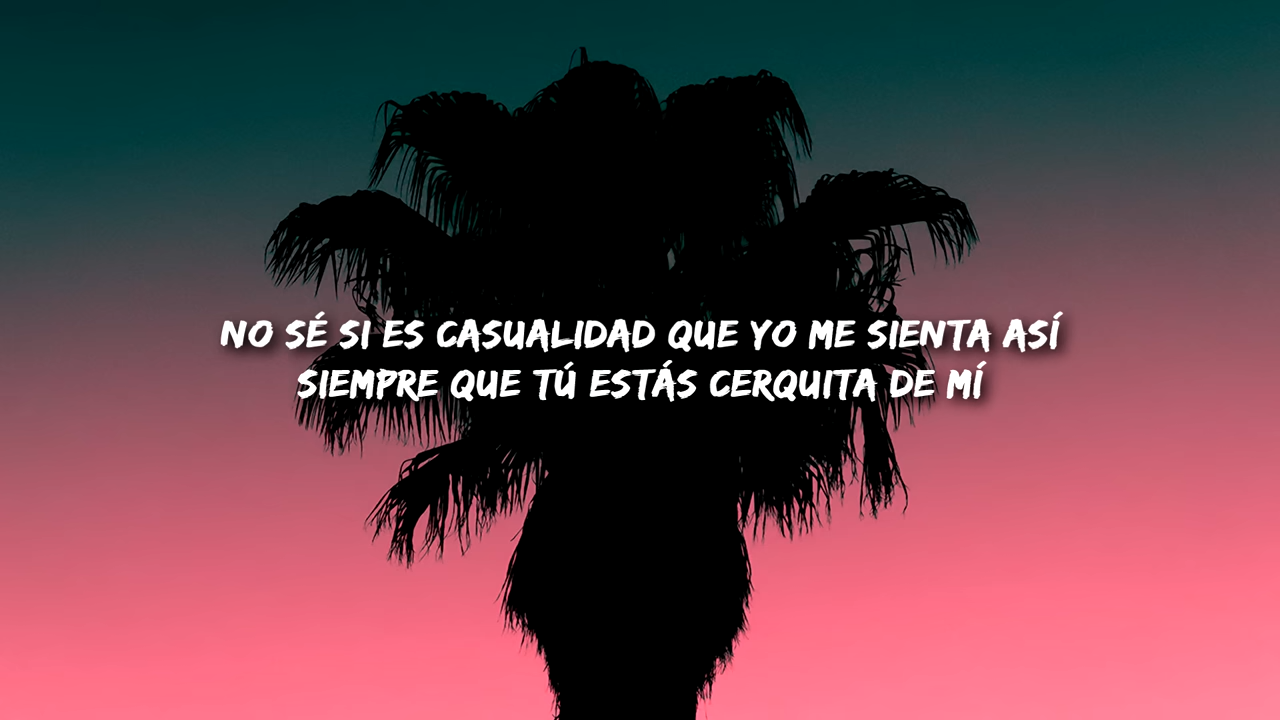 NO SÉ SI ES CASUALIDAD QUE YO ME SIENTA ASÍ
SIEMPRE QUE TÚ ESTÁS CERQUITA DE MÍ